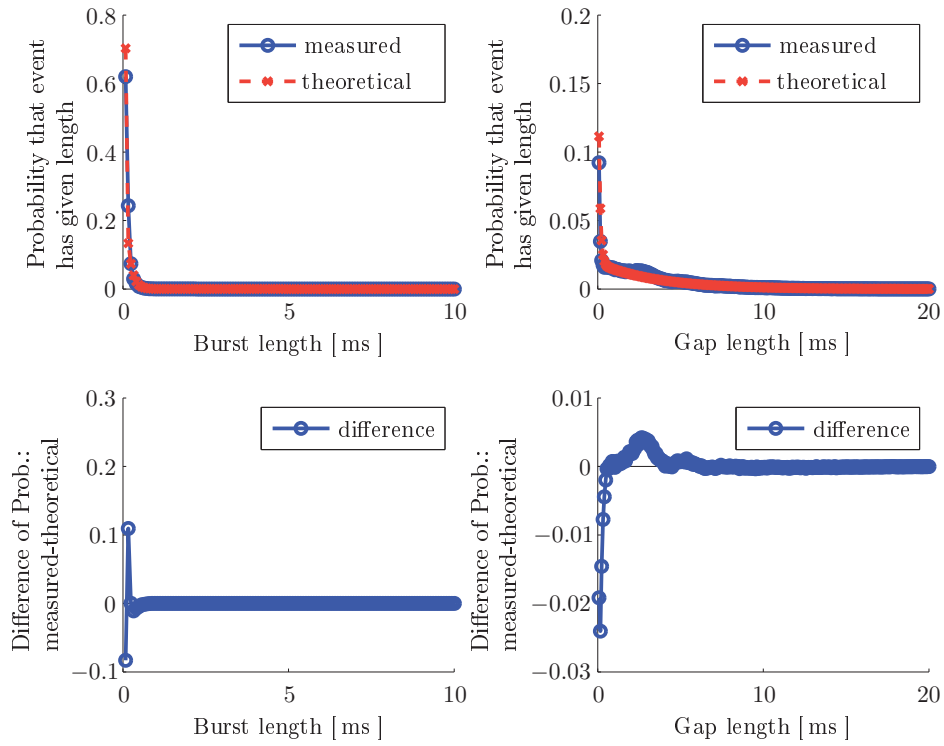 0.8
0.6
0.4
0.2
0
0
5
10
Probability that event
has given length
Burst length [ ms ]
measured
theoretical
0.2
0.15
0.1
0.05
0
0
10
20
Probability that event
has given length
Gap length [ ms ]
measured
theoretical
0.3
0.2
0.1
0
−0.1
0
5
10
Difference of Prob.:
measured-theoretical
Burst length [ ms ]
difference
0.01
0
−0.01
−0.02
−0.03
0
10
20
Difference of Prob.:
measured-theoretical
Gap length [ ms ]
difference